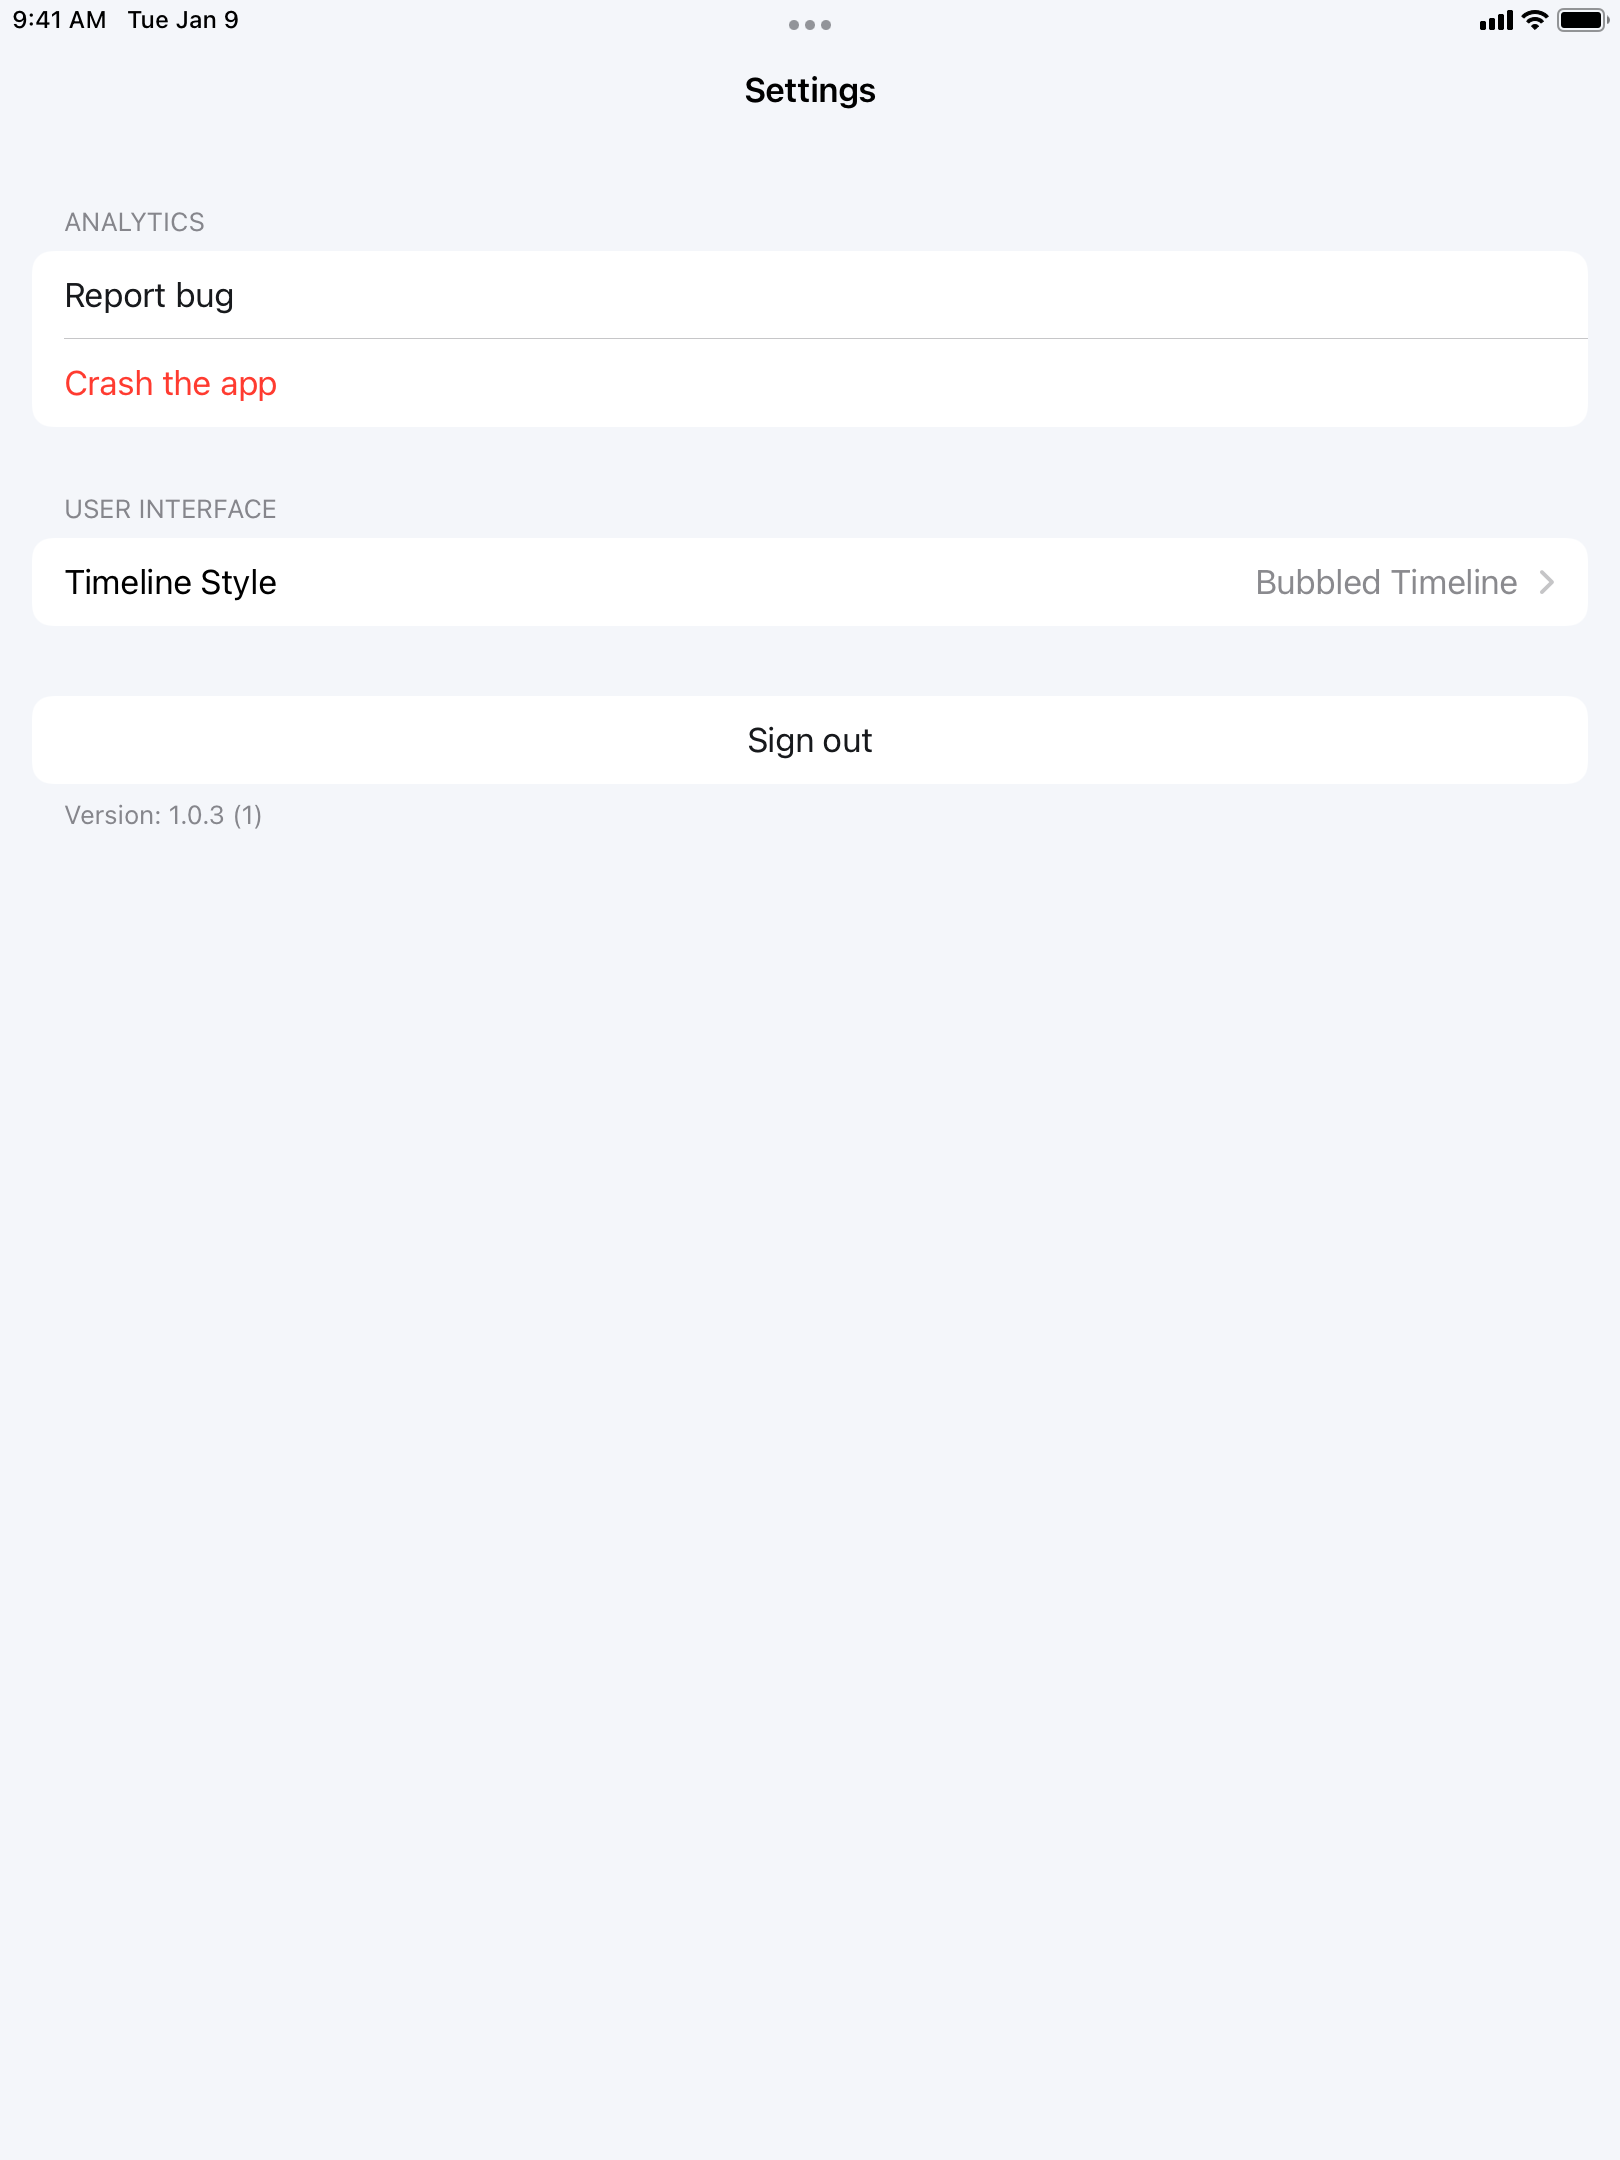 9:41 AM Tue Jan 9
Settings
ANALYTICS
Report bug
Crash the app
USER INTERFACE
Timeline Style Bubbled Timeline
Sign out
Version: 1.0.3 (1)